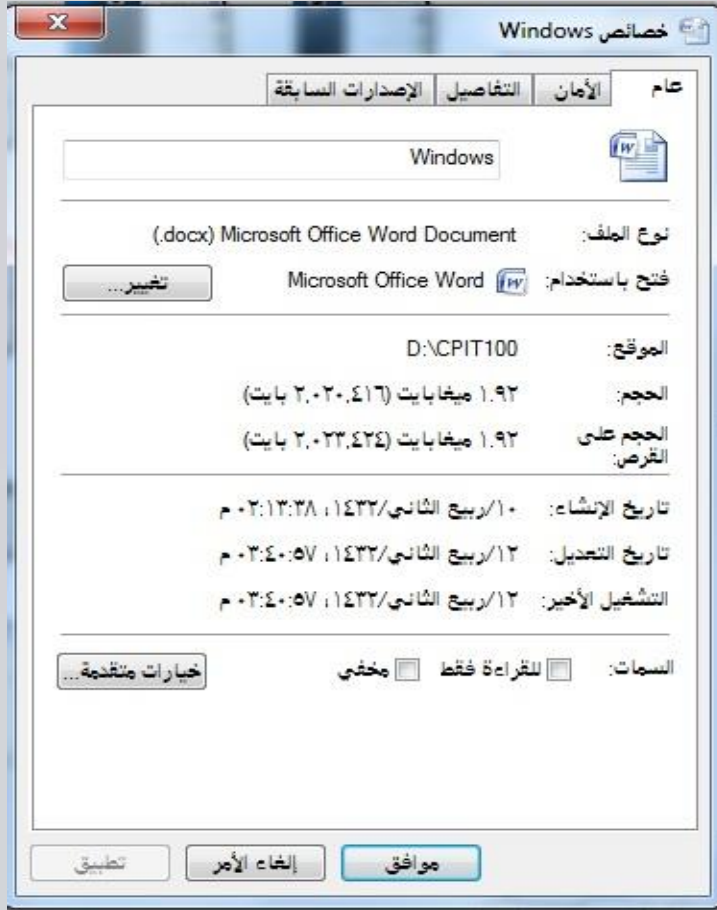 خصائص Windows
عام
الأمان
التفاصيل
الإصدارات السابقة
Windows
نوع الملف: (.docx) Microsoft Office Word Document
فتح باستخدام: Microsoft Office Word تغيير...
الموقع: D:\CPIT100
الحجم: ١.٩٢ ميغابايت (٢,٠٢٠,٤١٦ بايت)
الحجم على القرص: ١.٩٢ ميغابايت (٢,٠٢٣,٤٢٤ بايت)
تاريخ الإنشاء: ١٠/ربيع الثاني/١٤٣٢، ٠٢:١٣:٣٨ م
تاريخ التعديل: ١٢/ربيع الثاني/١٤٣٢، ٠٣:٤٠:٥٧ م
التشغيل الأخير: ١٢/ربيع الثاني/١٤٣٢، ٠٣:٤٠:٥٧ م
السمات: للقراءة فقط مخفي خيارات متقدمة...
موافق
إلغاء الأمر
تطبيق